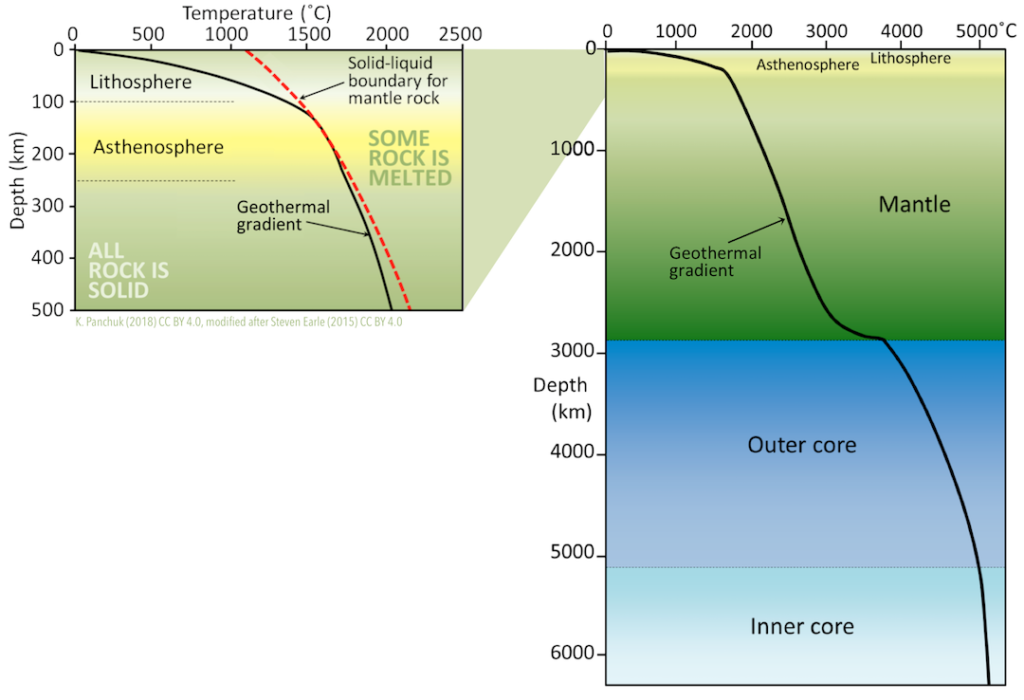 Temperature (˚C)
0 500 1000 1500 2000 2500
0
100
200
300
400
500
Depth (km)
Lithosphere
Asthenosphere
Solid-liquid
boundary for
mantle rock
SOME
ROCK IS
MELTED
Geothermal
gradient
ALL
ROCK IS
SOLID
K. Panchuk (2018) CC BY 4.0, modified after Steven Earle (2015) CC BY 4.0
0 1000 2000 3000 4000 5000˚C
0
1000
2000
3000
4000
5000
6000
Depth
(km)
Asthenosphere
Lithosphere
Mantle
Geothermal
gradient
Outer core
Inner core